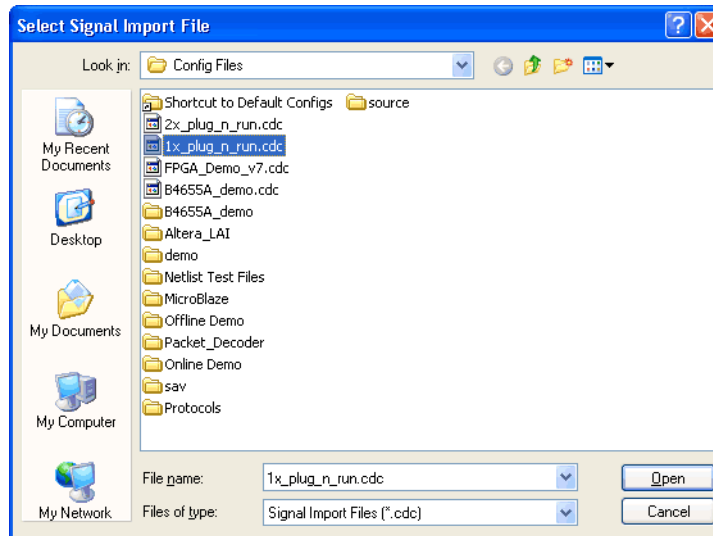 Select Signal Import File
Look in: Config Files
Shortcut to Default Configs source
2x_plug_n_run.cdc
1x_plug_n_run.cdc
FPGA_Demo_v7.cdc
B4655A_demo.cdc
B4655A_demo
Altera_LAI
demo
Netlist Test Files
MicroBlaze
Offline Demo
Packet_Decoder
Online Demo
sav
Protocols
My Recent
Documents
Desktop
My Documents
My Computer
My Network
File name: 1x_plug_n_run.cdc Open
Files of type: Signal Import Files (*.cdc) Cancel